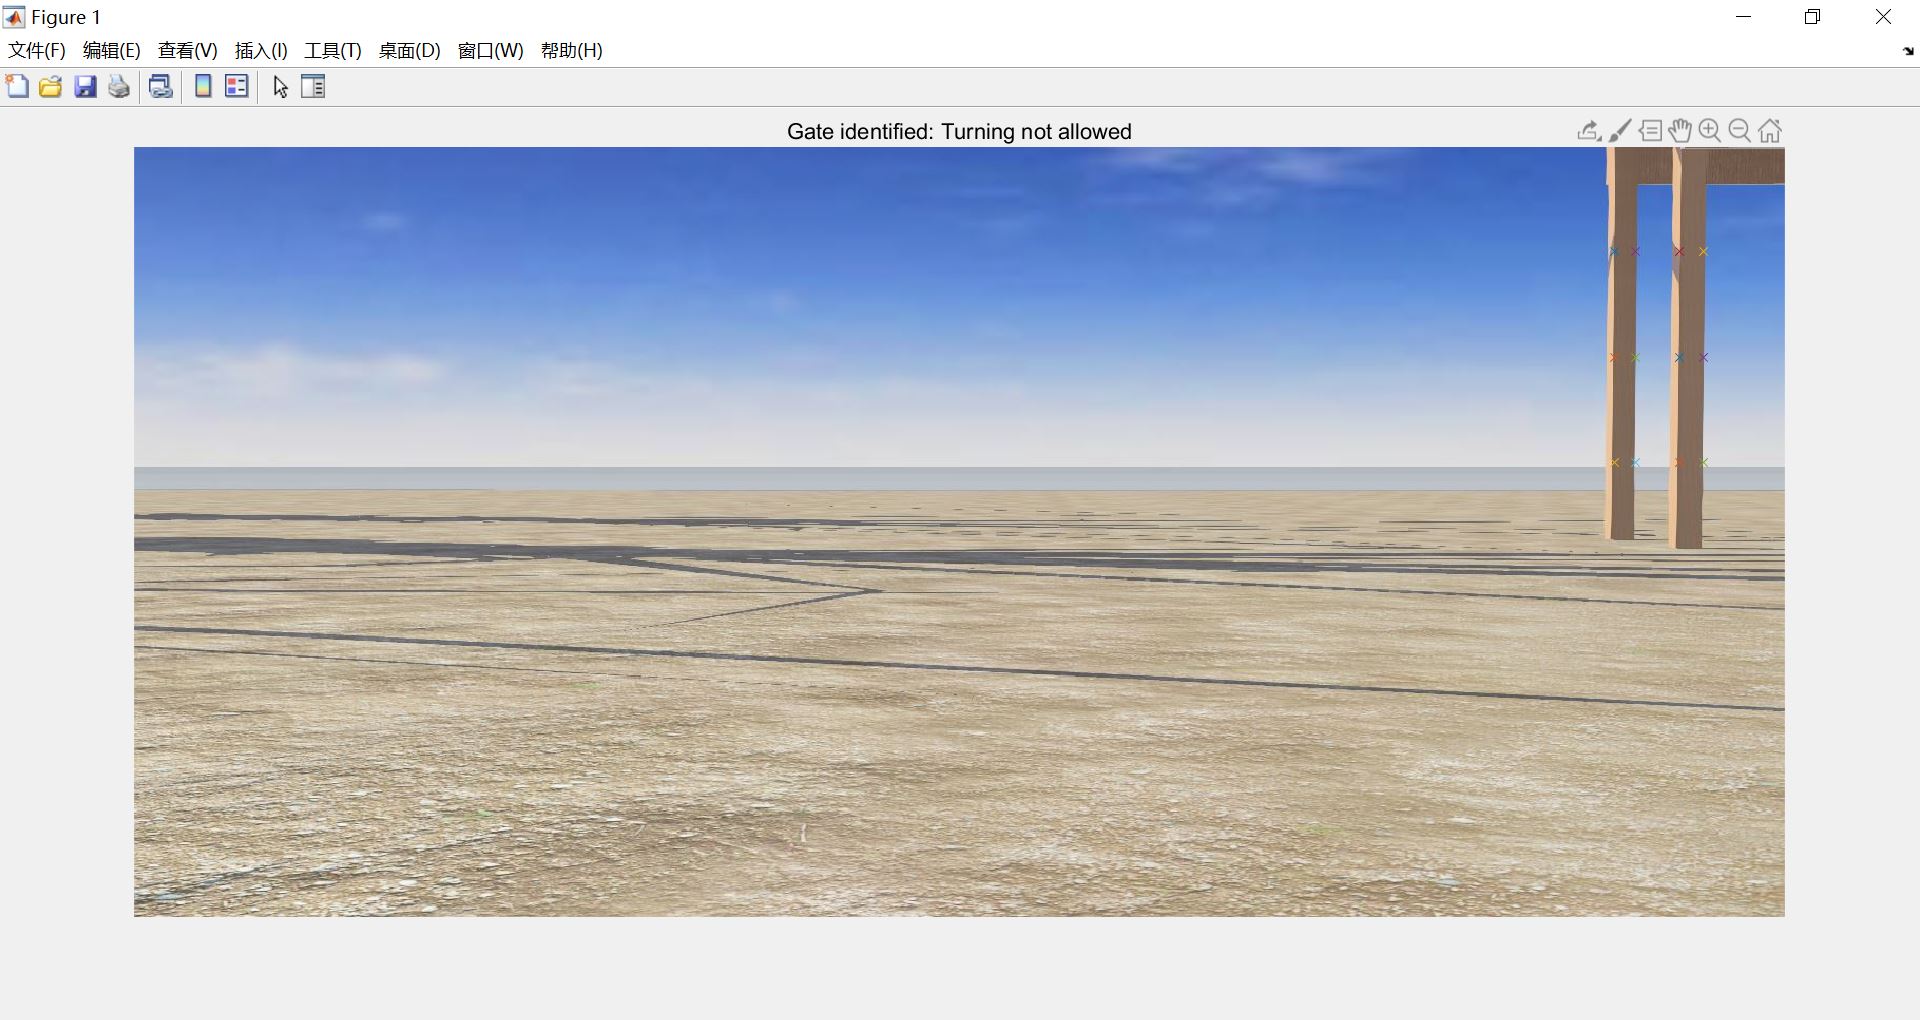 Figure 1
文件(F) 编辑(E) 查看(V) 插入(I) 工具(T) 桌面(D) 窗口(W) 帮助(H)
Gate identified: Turning not allowed